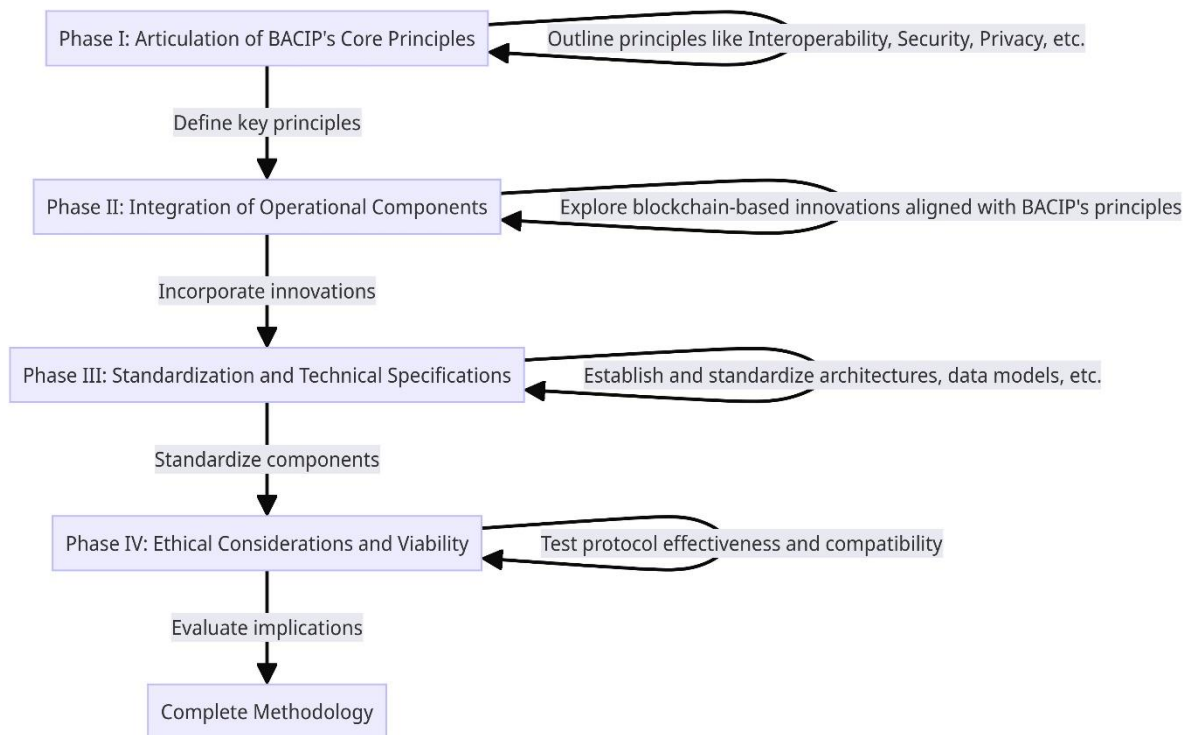 Phase I: Articulation of BACIP's Core Principles
Outline principles like Interoperability, Security, Privacy, etc.
Define key principles
Phase II: Integration of Operational Components
Explore blockchain-based innovations aligned with BACIP's principles
Incorporate innovations
Phase III: Standardization and Technical Specifications
Establish and standardize architectures, data models, etc.
Standardize components
Phase IV: Ethical Considerations and Viability
Test protocol effectiveness and compatibility
Evaluate implications
Complete Methodology